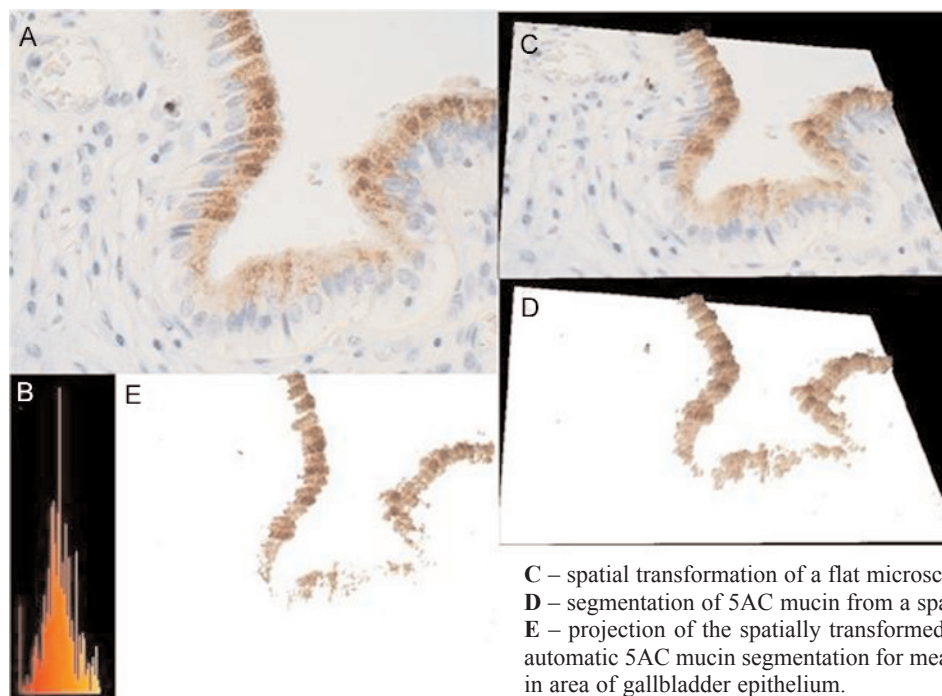 A
C
D
B
E
C – spatial transformation of a flat microsc
D – segmentation of 5AC mucin from a spa
E – projection of the spatially transformed
automatic 5AC mucin segmentation for mea
in area of gallbladder epithelium.